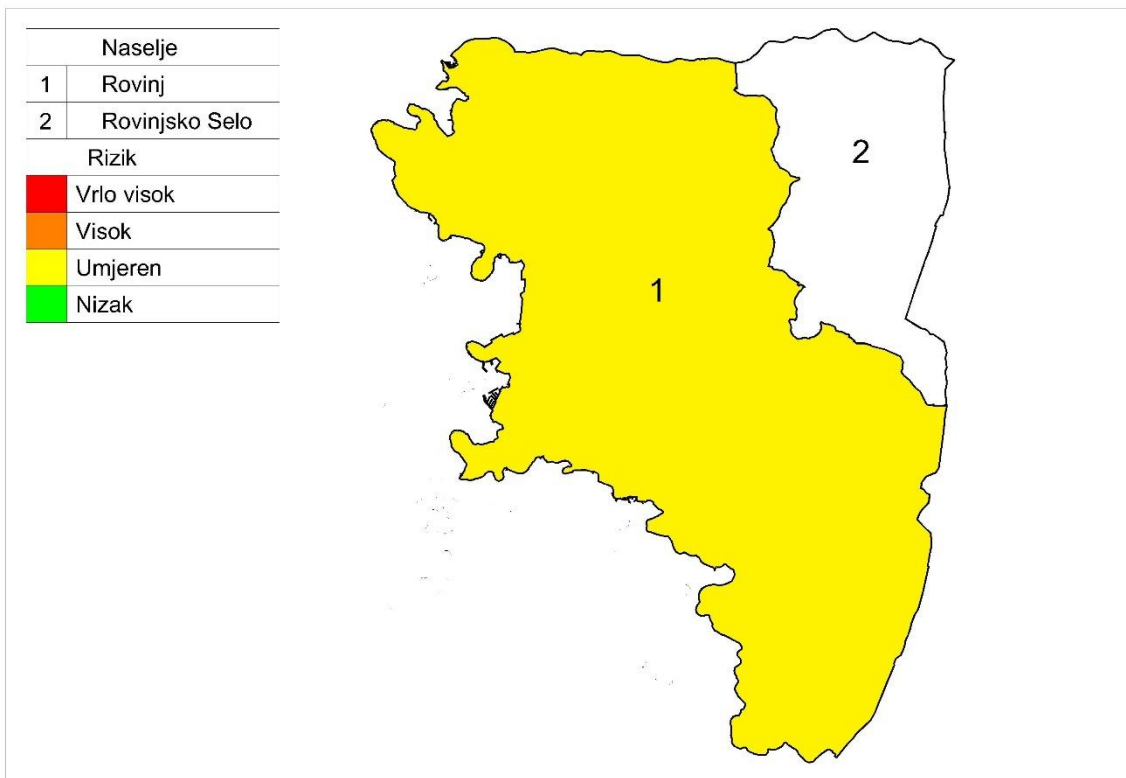 Naselje
1 Rovinj
2 Rovinjsko Selo
Rizik
Vrlo visok
Visok
Umjeren
Nizak
2
1